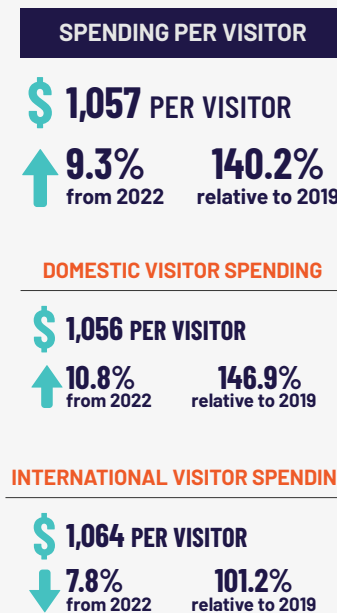 SPENDING PER VISITOR
$ 1,057 PER VISITOR
9.3% 140.2%
from 2022 relative to 2019
DOMESTIC VISITOR SPENDING
$ 1,056 PER VISITOR
10.8% 146.9%
from 2022 relative to 2019
INTERNATIONAL VISITOR SPENDIN
$ 1,064 PER VISITOR
7.8% 101.2%
from 2022 relative to 2019